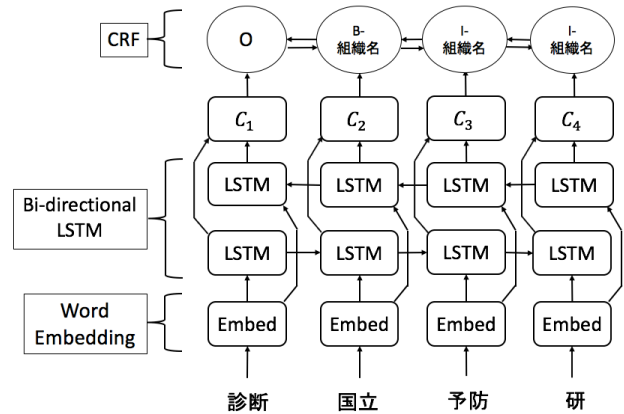 CRF
O
B-
組織名
I-
組織名
I-
組織名
C₁
C₂
C₃
C₄
Bi-directional
LSTM
LSTM
LSTM
LSTM
LSTM
LSTM
LSTM
LSTM
LSTM
Word
Embedding
Embed
Embed
Embed
Embed
診断
国立
予防
研